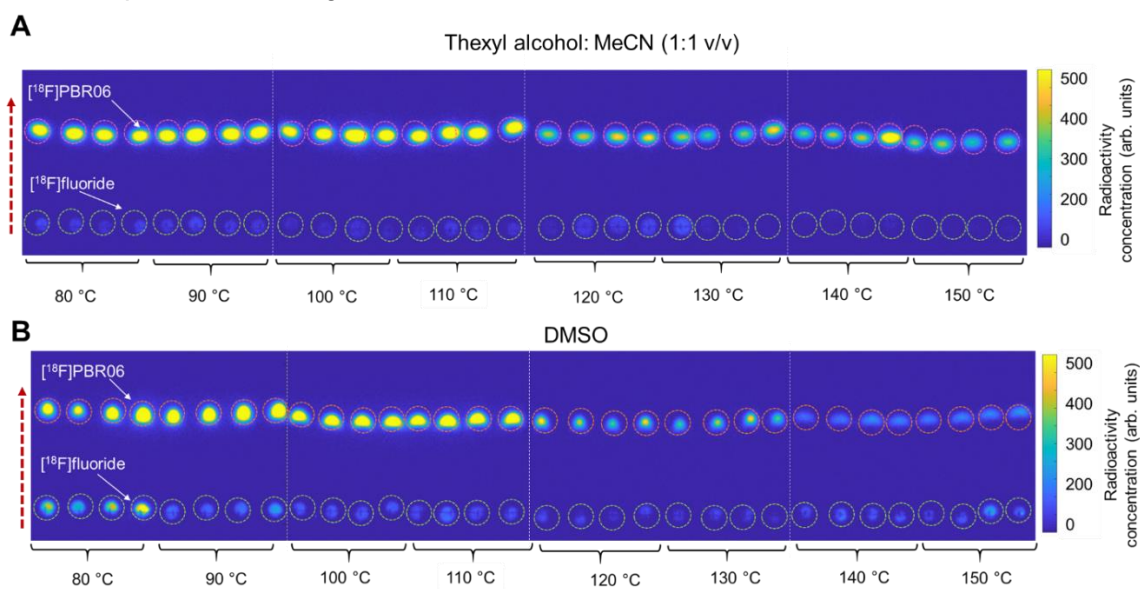 A
Thexyl alcohol: MeCN (1:1 v/v)
[¹⁸F]PBR06
[¹⁸F]fluoride
500
400
300
200
0
Radioactivity
concentration (arb. units)
80 °C
90 °C
100 °C
110 °C
120 °C
130 °C
140 °C
150 °C
B
DMSO
[¹⁸F]PBR06
[¹⁸F]fluoride
500
400
300
200
0
Radioactivity
concentration (arb. units)
80 °C
90 °C
100 °C
110 °C
120 °C
130 °C
140 °C
150 °C